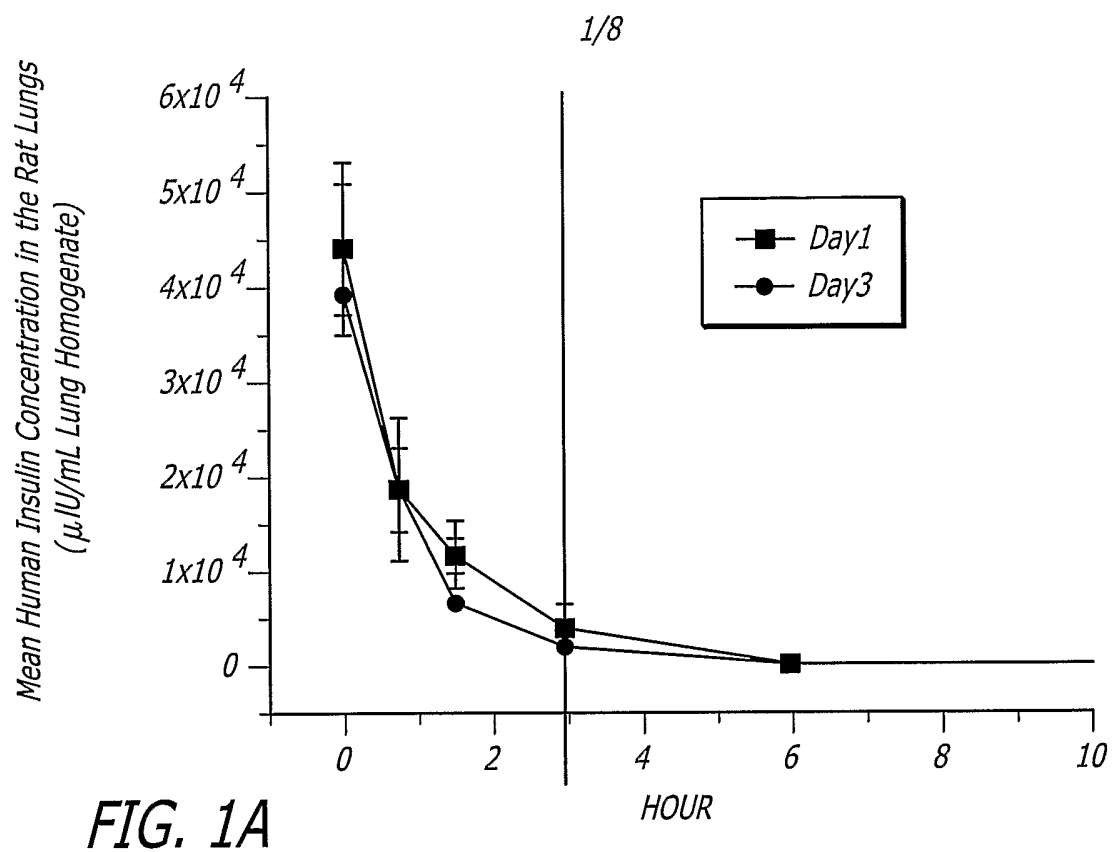 1/8
Mean Human Insulin Concentration in the Rat Lungs
(μIU/mL Lung Homogenate)
6x10 4
5x10 4
4x10 4
3x10 4
2x10 4
1x10 4
0
Day1
Day3
0 2 4 6 8 10
HOUR
FIG. 1A